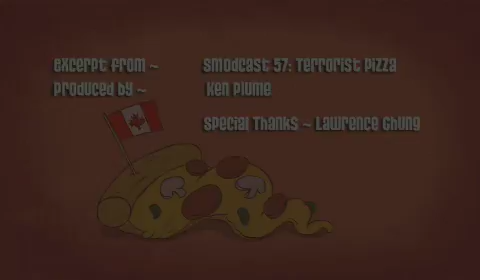 excerpt from ~ Smodcast 57: Terrorist Pizza
produced by ~ Ken Plume
Special Thanks ~ Lawrence Chung